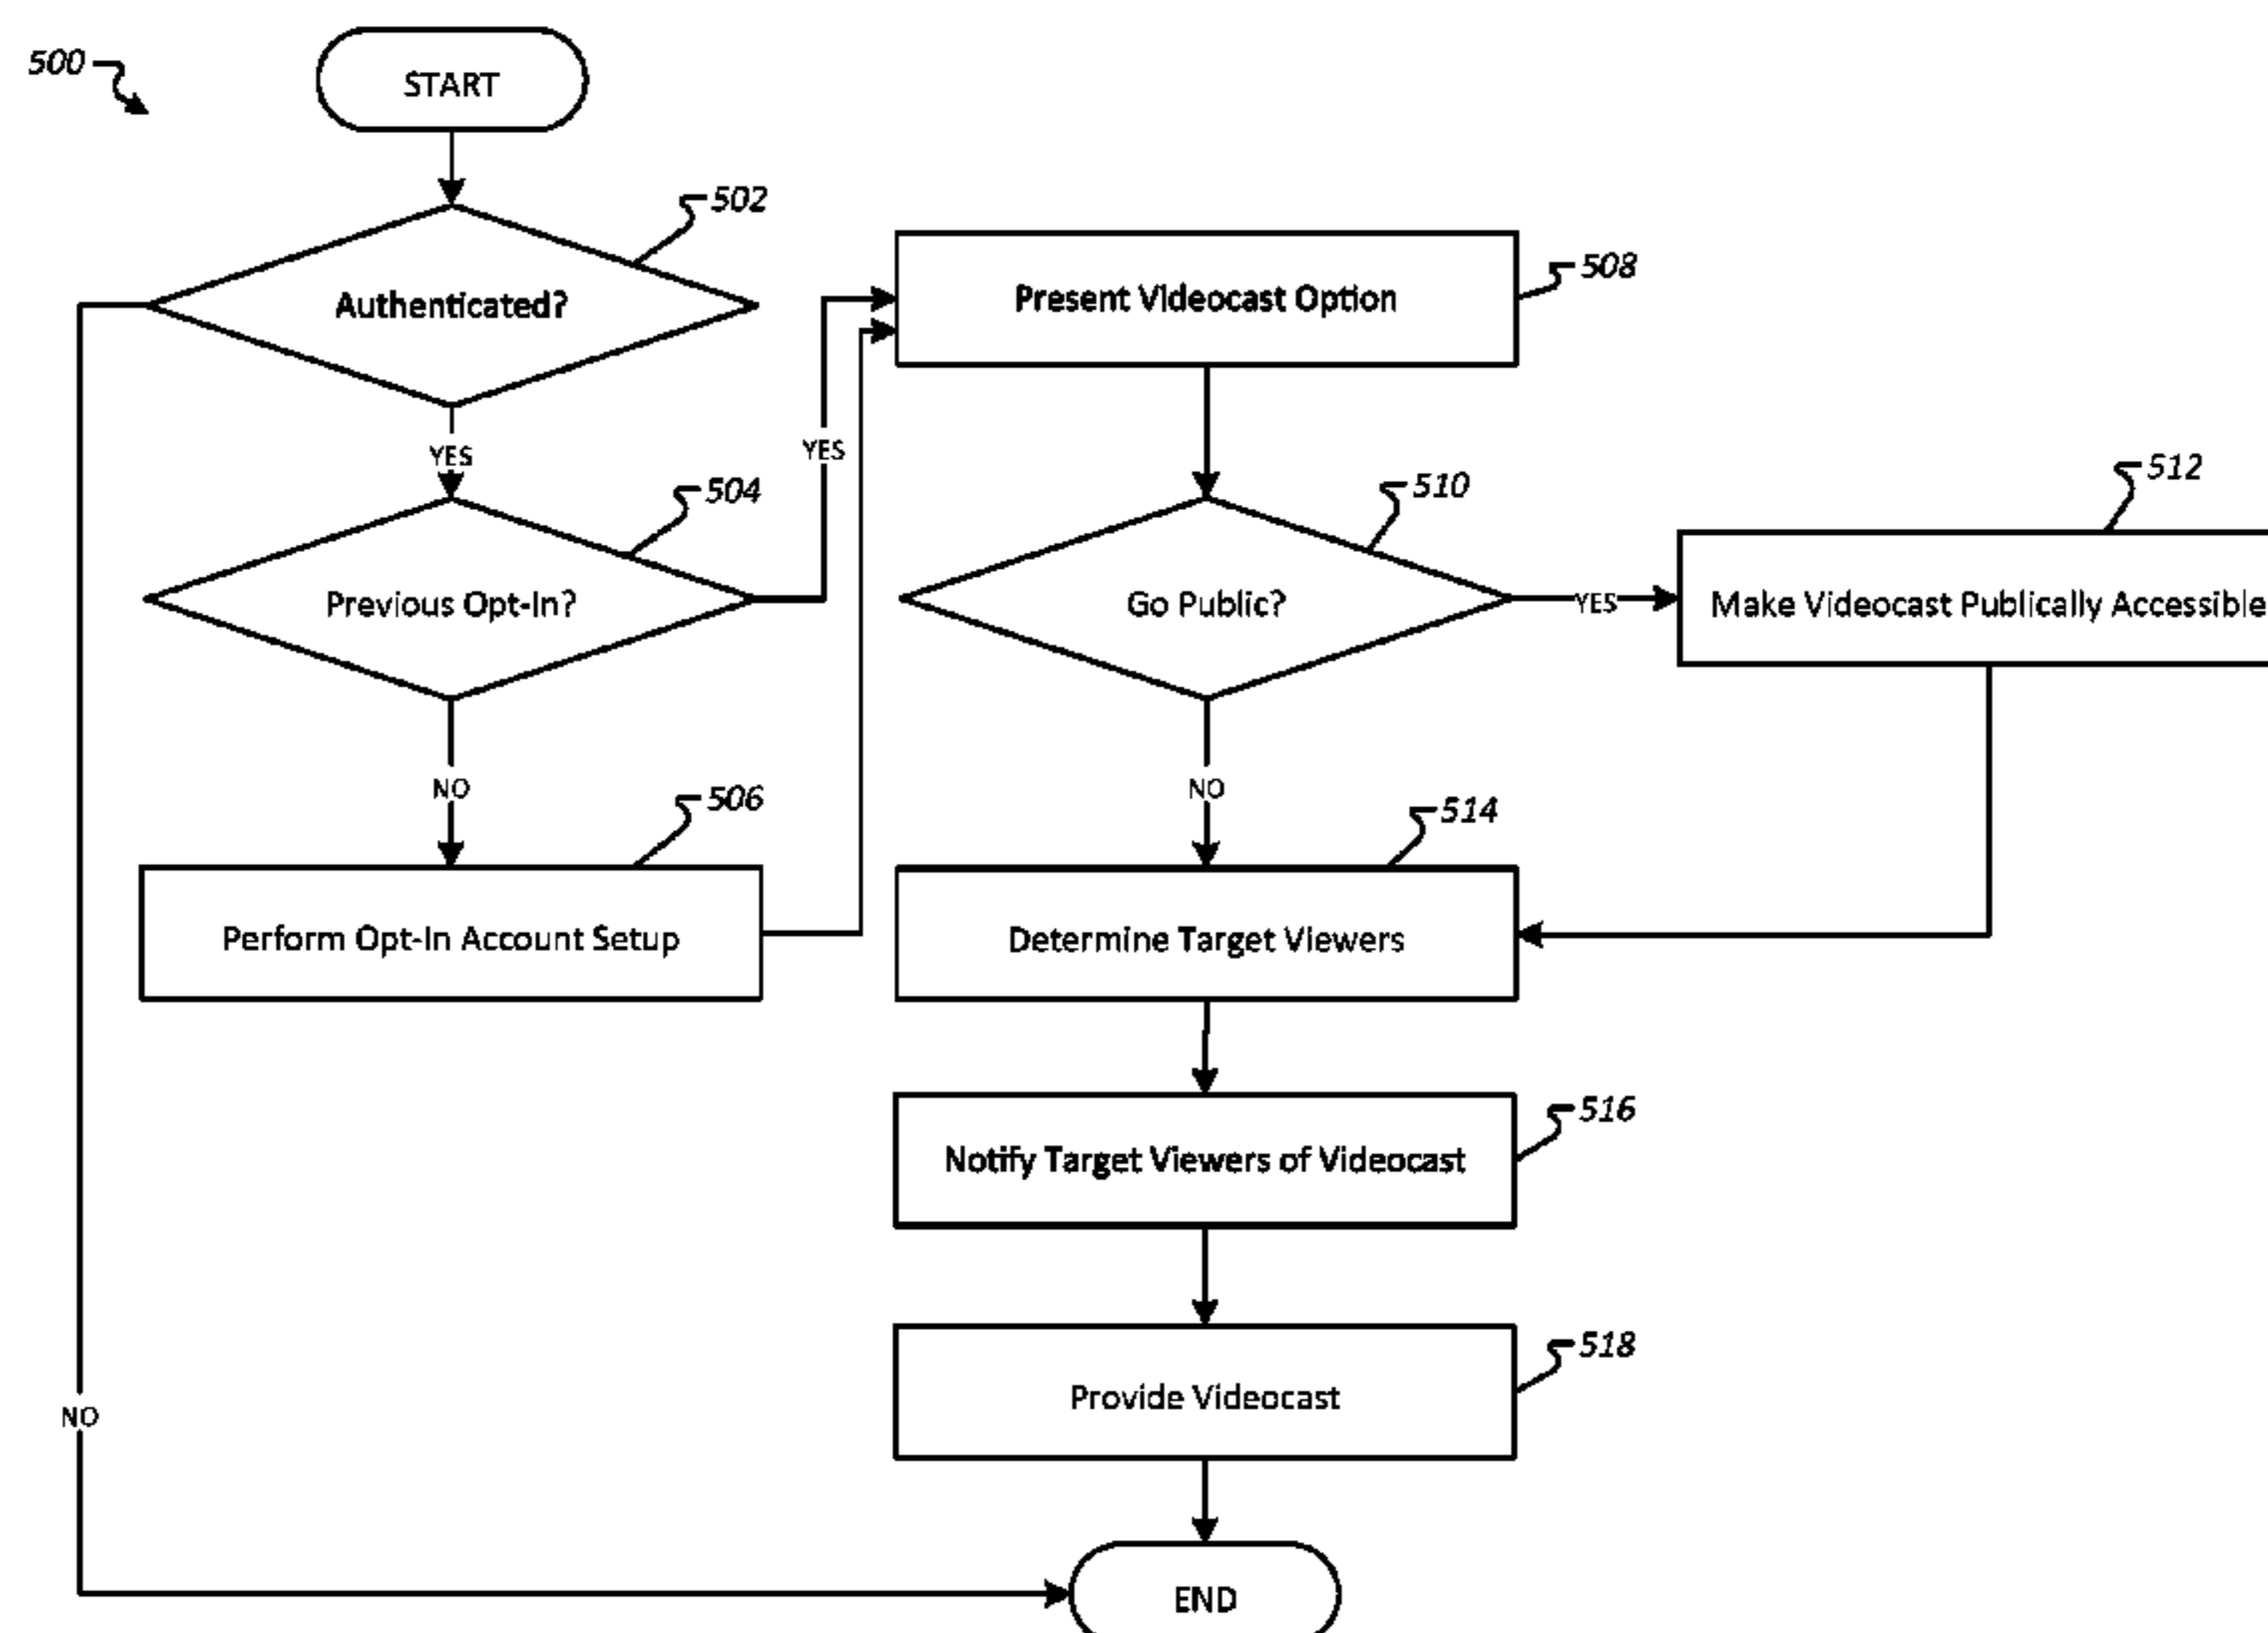 500
START
502
Authenticated?
YES
504
Previous Opt-In?
YES
NO
506
Perform Opt-In Account Setup
508
Present Videocast Option
510
Go Public?
YES
512
Make Videocast Publically Accessible
NO
514
Determine Target Viewers
516
Notify Target Viewers of Videocast
518
Provide Videocast
NO
END